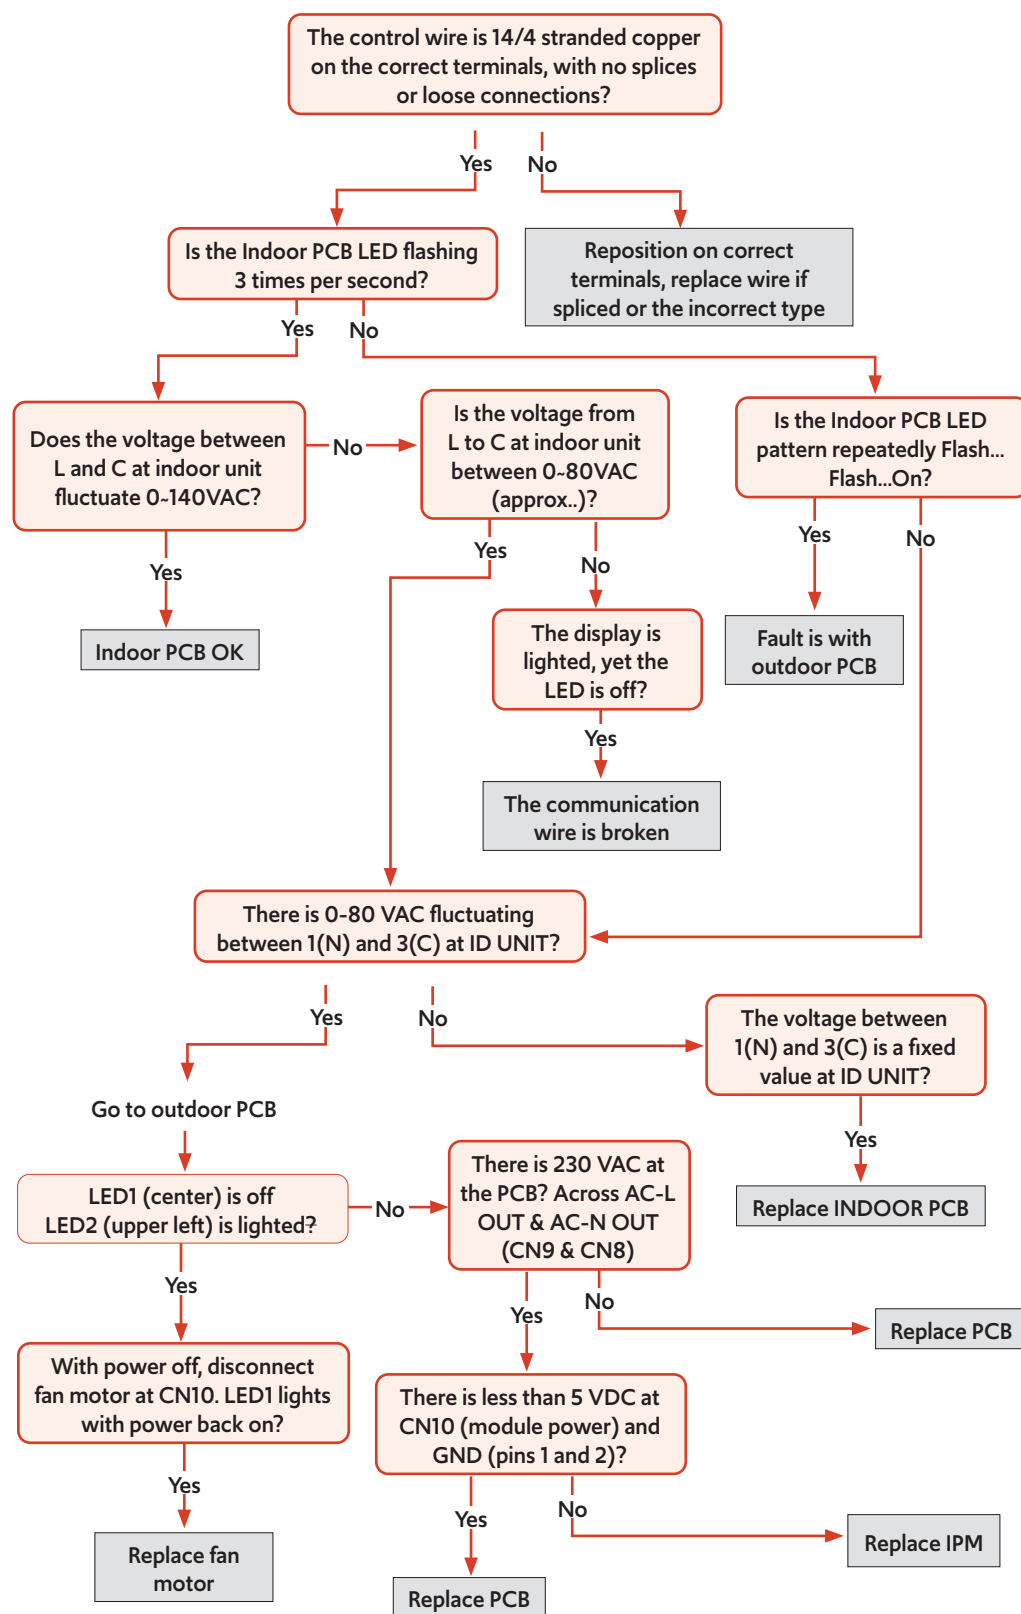 The control wire is 14/4 stranded copper
on the correct terminals, with no splices
or loose connections?
Yes
No
Is the Indoor PCB LED flashing
3 times per second?
Reposition on correct
terminals, replace wire if
spliced or the incorrect type
Yes
No
Does the voltage between
L and C at indoor unit
fluctuate 0~140VAC?
No
Is the voltage from
L to C at indoor unit
between 0~80VAC
(approx..)?
Is the Indoor PCB LED
pattern repeatedly Flash...
Flash...On?
Yes
Yes
No
Yes
No
Indoor PCB OK
The display is
lighted, yet the
LED is off?
Fault is with
outdoor PCB
Yes
The communication
wire is broken
There is 0-80 VAC fluctuating
between 1(N) and 3(C) at ID UNIT?
Yes
No
The voltage between
1(N) and 3(C) is a fixed
value at ID UNIT?
Go to outdoor PCB
Yes
LED1 (center) is off
LED2 (upper left) is lighted?
No
There is 230 VAC at
the PCB? Across AC-L
OUT & AC-N OUT
(CN9 & CN8)
Replace INDOOR PCB
Yes
Yes
No
Replace PCB
With power off, disconnect
fan motor at CN10. LED1 lights
with power back on?
There is less than 5 VDC at
CN10 (module power) and
GND (pins 1 and 2)?
Yes
Yes
No
Replace fan
motor
Replace IPM
Replace PCB